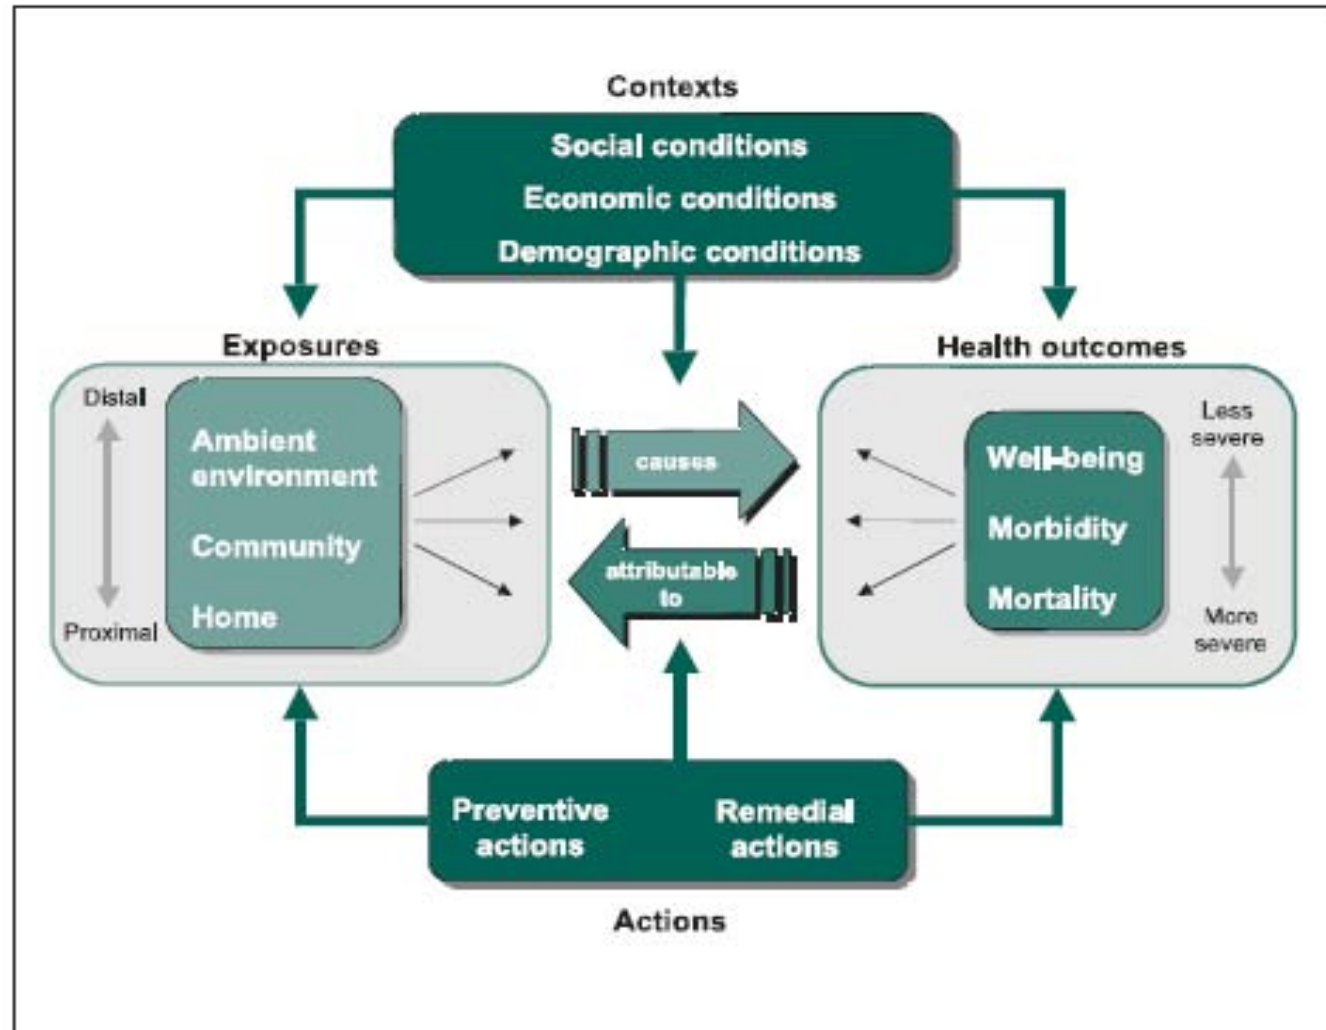 Contexts
Social conditions
Economic conditions
Demographic conditions
Exposures
Distal
Ambient
environment
Community
Home
Proximal
causes
attributable
to
Health outcomes
Well-being
Morbidity
Mortality
Less
severe
More
severe
Preventive
actions
Remedial
actions
Actions